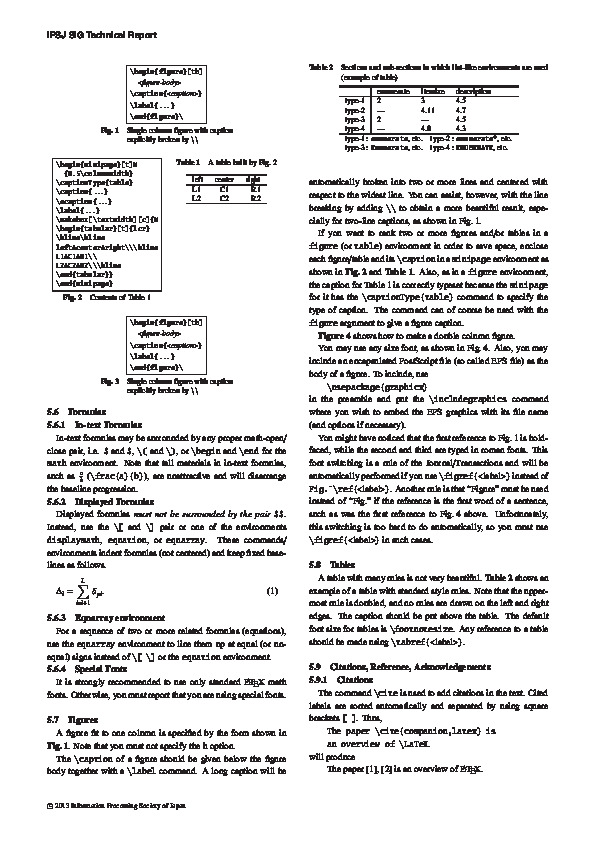 IPSJ SIG Technical Report
\begin{figure}[th]
<figure-body>
\caption{<caption>}
\label{ ... }
\end{figure}\
Fig. 1 Single column figure with caption
explicitly broken by \\
\begin{minipage}[t]%
{0.5\columnwidth}
\captionType{table}
\caption{ ... }
\ecaption{ ... }
\label{ ... }
\makebox[\textwidth][c]{%
\begin{tabular}[t]{lcr}
\hline\hline
left&center&right\\\hline
L1&C1&R1\\
L2&C2&R2\\\hline
\end{tabular}}
\end{minipage}
Fig. 2 Contents of Table 1
Table 1 A table built by Fig. 2
left center right
L1 C1 R1
L2 C2 R2
\begin{figure}[th]
<figure-body>
\caption{<caption>}
\label{ ... }
\end{figure}\
Fig. 3 Single column figure with caption
explicitly broken by \\
5.6 Formulas
5.6.1 In-text Formulas
In-text formulas may be surrounded by any proper math-open/
close pair, i.e. $ and $, \( and \), or \begin and \end for the
math environment. Note that tall materials in in-text formulas,
such as a/b (\frac{a}{b}), are nonattractive and will disarrange
the baseline progression.
5.6.2 Displayed Formulas
Displayed formulas must not be surrounded by the pair $$.
Instead, use the \[ and \] pair or one of the environments
displaymath, equation, or eqnarray. These commands/
environments indent formulas (not centered) and keep fixed base-
lines as follows.
(1)
5.6.3 Eqnarray environment
For a sequence of two or more related formulas (equations),
use the eqnarray environment to line them up at equal (or no-
equal) signs instead of \[ \] or the equation environment.
5.6.4 Special Fonts
It is strongly recommended to use only standard LATEX math
fonts. Otherwise, you must report that you are using special fonts.
5.7 Figures
A figure fit to one column is specified by the form shown in
Fig. 1. Note that you must not specify the h option.
The \caption of a figure should be given below the figure
body together with a \label command. A long caption will be
Table 2 Sections and sub-sections in which list-like environments are used
(example of table)
enumerate itemize description
type-1 2 3 4.5
type-2 — 4.11 4.7
type-3 2 — 4.5
type-4 — 4.8 4.3
type-1: enumerate, etc. type-2: enumerate*, etc.
type-3: Enumerate, etc. type-4: ENUMERATE, etc.
automatically broken into two or more lines and centered with
respect to the widest line. You can assist, however, with the line
breaking by adding \\ to obtain a more beautiful result, espe-
cially for two-line captions, as shown in Fig. 1.
If you want to rank two or more figures and/or tables in a
figure (or table) environment in order to save space, enclose
each figure/table and its \caption in a minipage environment as
shown in Fig. 2 and Table 1. Also, as in a figure environment,
the caption for Table 1 is correctly typeset because the minipage
for it has the \captionType{table} command to specify the
type of caption. The command can of course be used with the
figure argument to give a figure caption.
Figure 4 shows how to make a double column figure.
You may use any size font, as shown in Fig. 4. Also, you may
include an encapsulated PostScript file (so called EPS file) as the
body of a figure. To include, use
\usepackage{graphicx}
in the preamble and put the \includegraphics command
where you wish to embed the EPS graphics with its file name
(and options if necessary).
You might have noticed that the first reference to Fig. 1 is bold-
faced, while the second and third are typed in roman fonts. This
font switching is a rule of the Journal/Transactions and will be
automatically performed if you use \figref{<label>} instead of
Fig.~\ref{<label>}. Another rule is that "Figure" must be used
instead of "Fig." if the reference is the first word of a sentence,
such as was the first reference to Fig. 4 above. Unfortunately,
this switching is too hard to do automatically, so you must use
\Figref{<label>} in such cases.
5.8 Tables
A table with many rules is not very beautiful. Table 2 shows an
example of a table with standard style rules. Note that the upper-
most rule is doubled, and no rules are drawn on the left and right
edges. The caption should be put above the table. The default
font size for tables is \footnotesize. Any reference to a table
should be made using \tabref{<label>}.
5.9 Citations, Reference, Acknowledgements
5.9.1 Citations
The command \cite is used to add citations in the text. Cited
labels are sorted automatically and separated by using square
brackets [ ]. Thus,
The paper \cite{companion,latex} is
an overview of \LaTeX.
will produce
The paper [1], [2] is an overview of LATEX.
© 2013 Information Processing Society of Japan